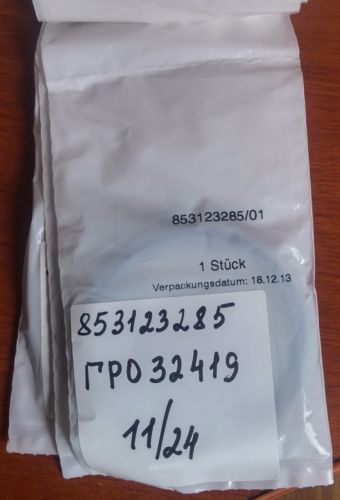 853123285/01
1 Stück
Verpackungsdatum: 18.12.13
853123285
ГРО32419
11/24